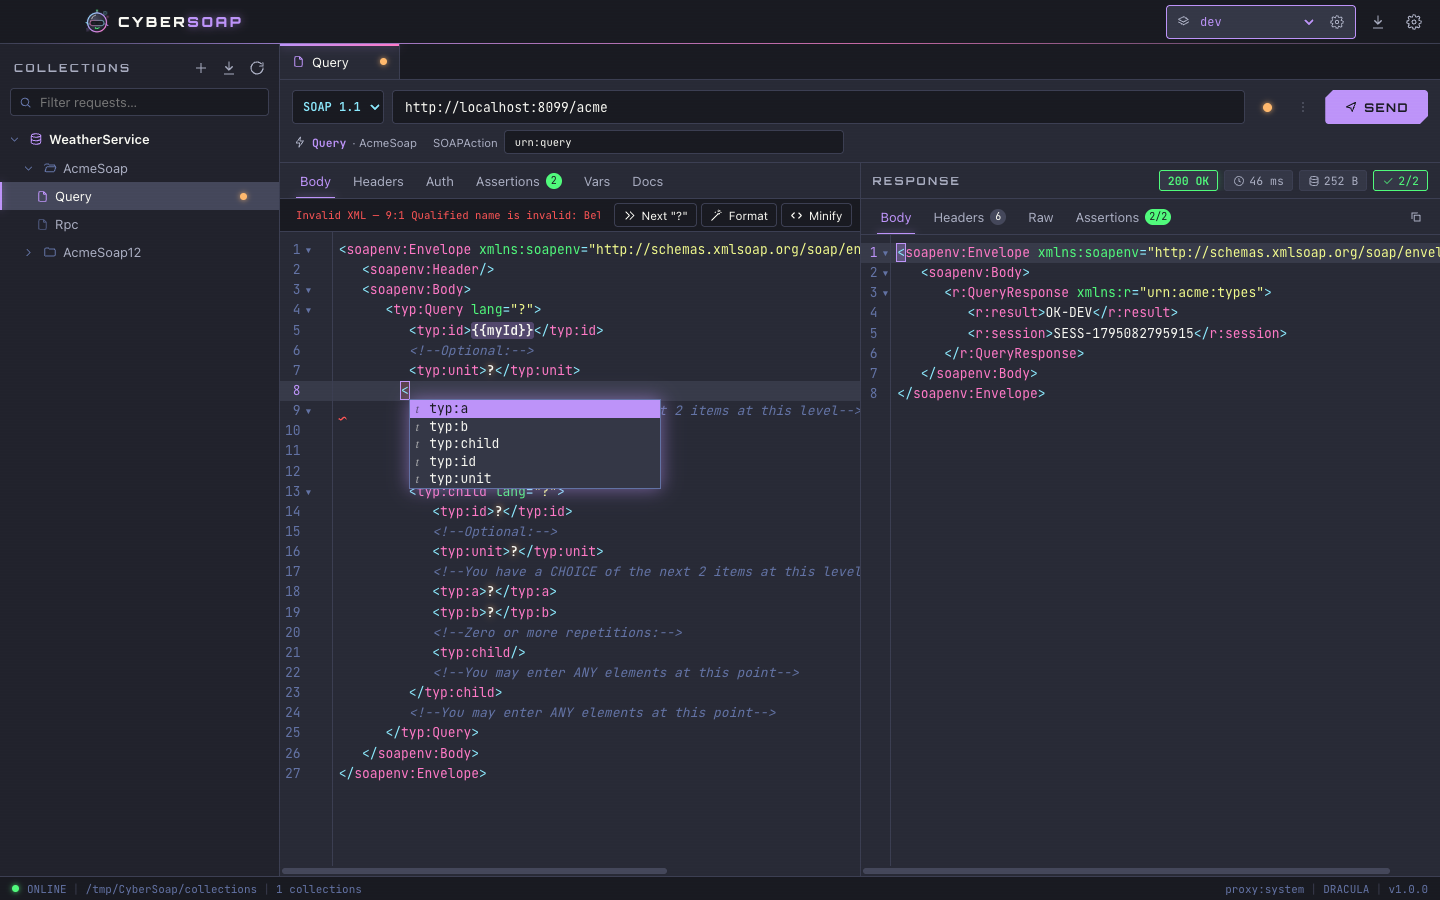 CYBERSOAP
dev
COLLECTIONS
Filter requests...
WeatherService
AcmeSoap
Query
Rpc
AcmeSoap12
Query
SOAP 1.1
http://localhost:8099/acme
SEND
Query · AcmeSoap
SOAPAction
urn:query
Body
Headers
Auth
Assertions 2
Vars
Docs
Invalid XML — 9:1 Qualified name is invalid: Bel
Next "?"
Format
Minify
1 <soapenv:Envelope xmlns:soapenv="http://schemas.xmlsoap.org/soap/en
2 <soapenv:Header/>
3 <soapenv:Body>
4 <typ:Query lang="?">
5 <typ:id>{{myId}}</typ:id>
6 <!--Optional:-->
7 <typ:unit>?</typ:unit>
8 <
9 t 2 items at this level-->
10
11
12
13 <typ:child lang="?">
14 <typ:id>?</typ:id>
15 <!--Optional:-->
16 <typ:unit>?</typ:unit>
17 <!--You have a CHOICE of the next 2 items at this level
18 <typ:a>?</typ:a>
19 <typ:b>?</typ:b>
20 <!--Zero or more repetitions:-->
21 <typ:child/>
22 <!--You may enter ANY elements at this point-->
23 </typ:child>
24 <!--You may enter ANY elements at this point-->
25 </typ:Query>
26 </soapenv:Body>
27 </soapenv:Envelope>
t typ:a
t typ:b
t typ:child
t typ:id
t typ:unit
RESPONSE
200 OK
46 ms
252 B
2/2
Body
Headers 6
Raw
Assertions 2/2
1 <soapenv:Envelope xmlns:soapenv="http://schemas.xmlsoap.org/soap/envel
2 <soapenv:Body>
3 <r:QueryResponse xmlns:r="urn:acme:types">
4 <r:result>OK-DEV</r:result>
5 <r:session>SESS-1795082795915</r:session>
6 </r:QueryResponse>
7 </soapenv:Body>
8 </soapenv:Envelope>
ONLINE | /tmp/CyberSoap/collections | 1 collections
proxy:system | DRACULA | v1.0.0